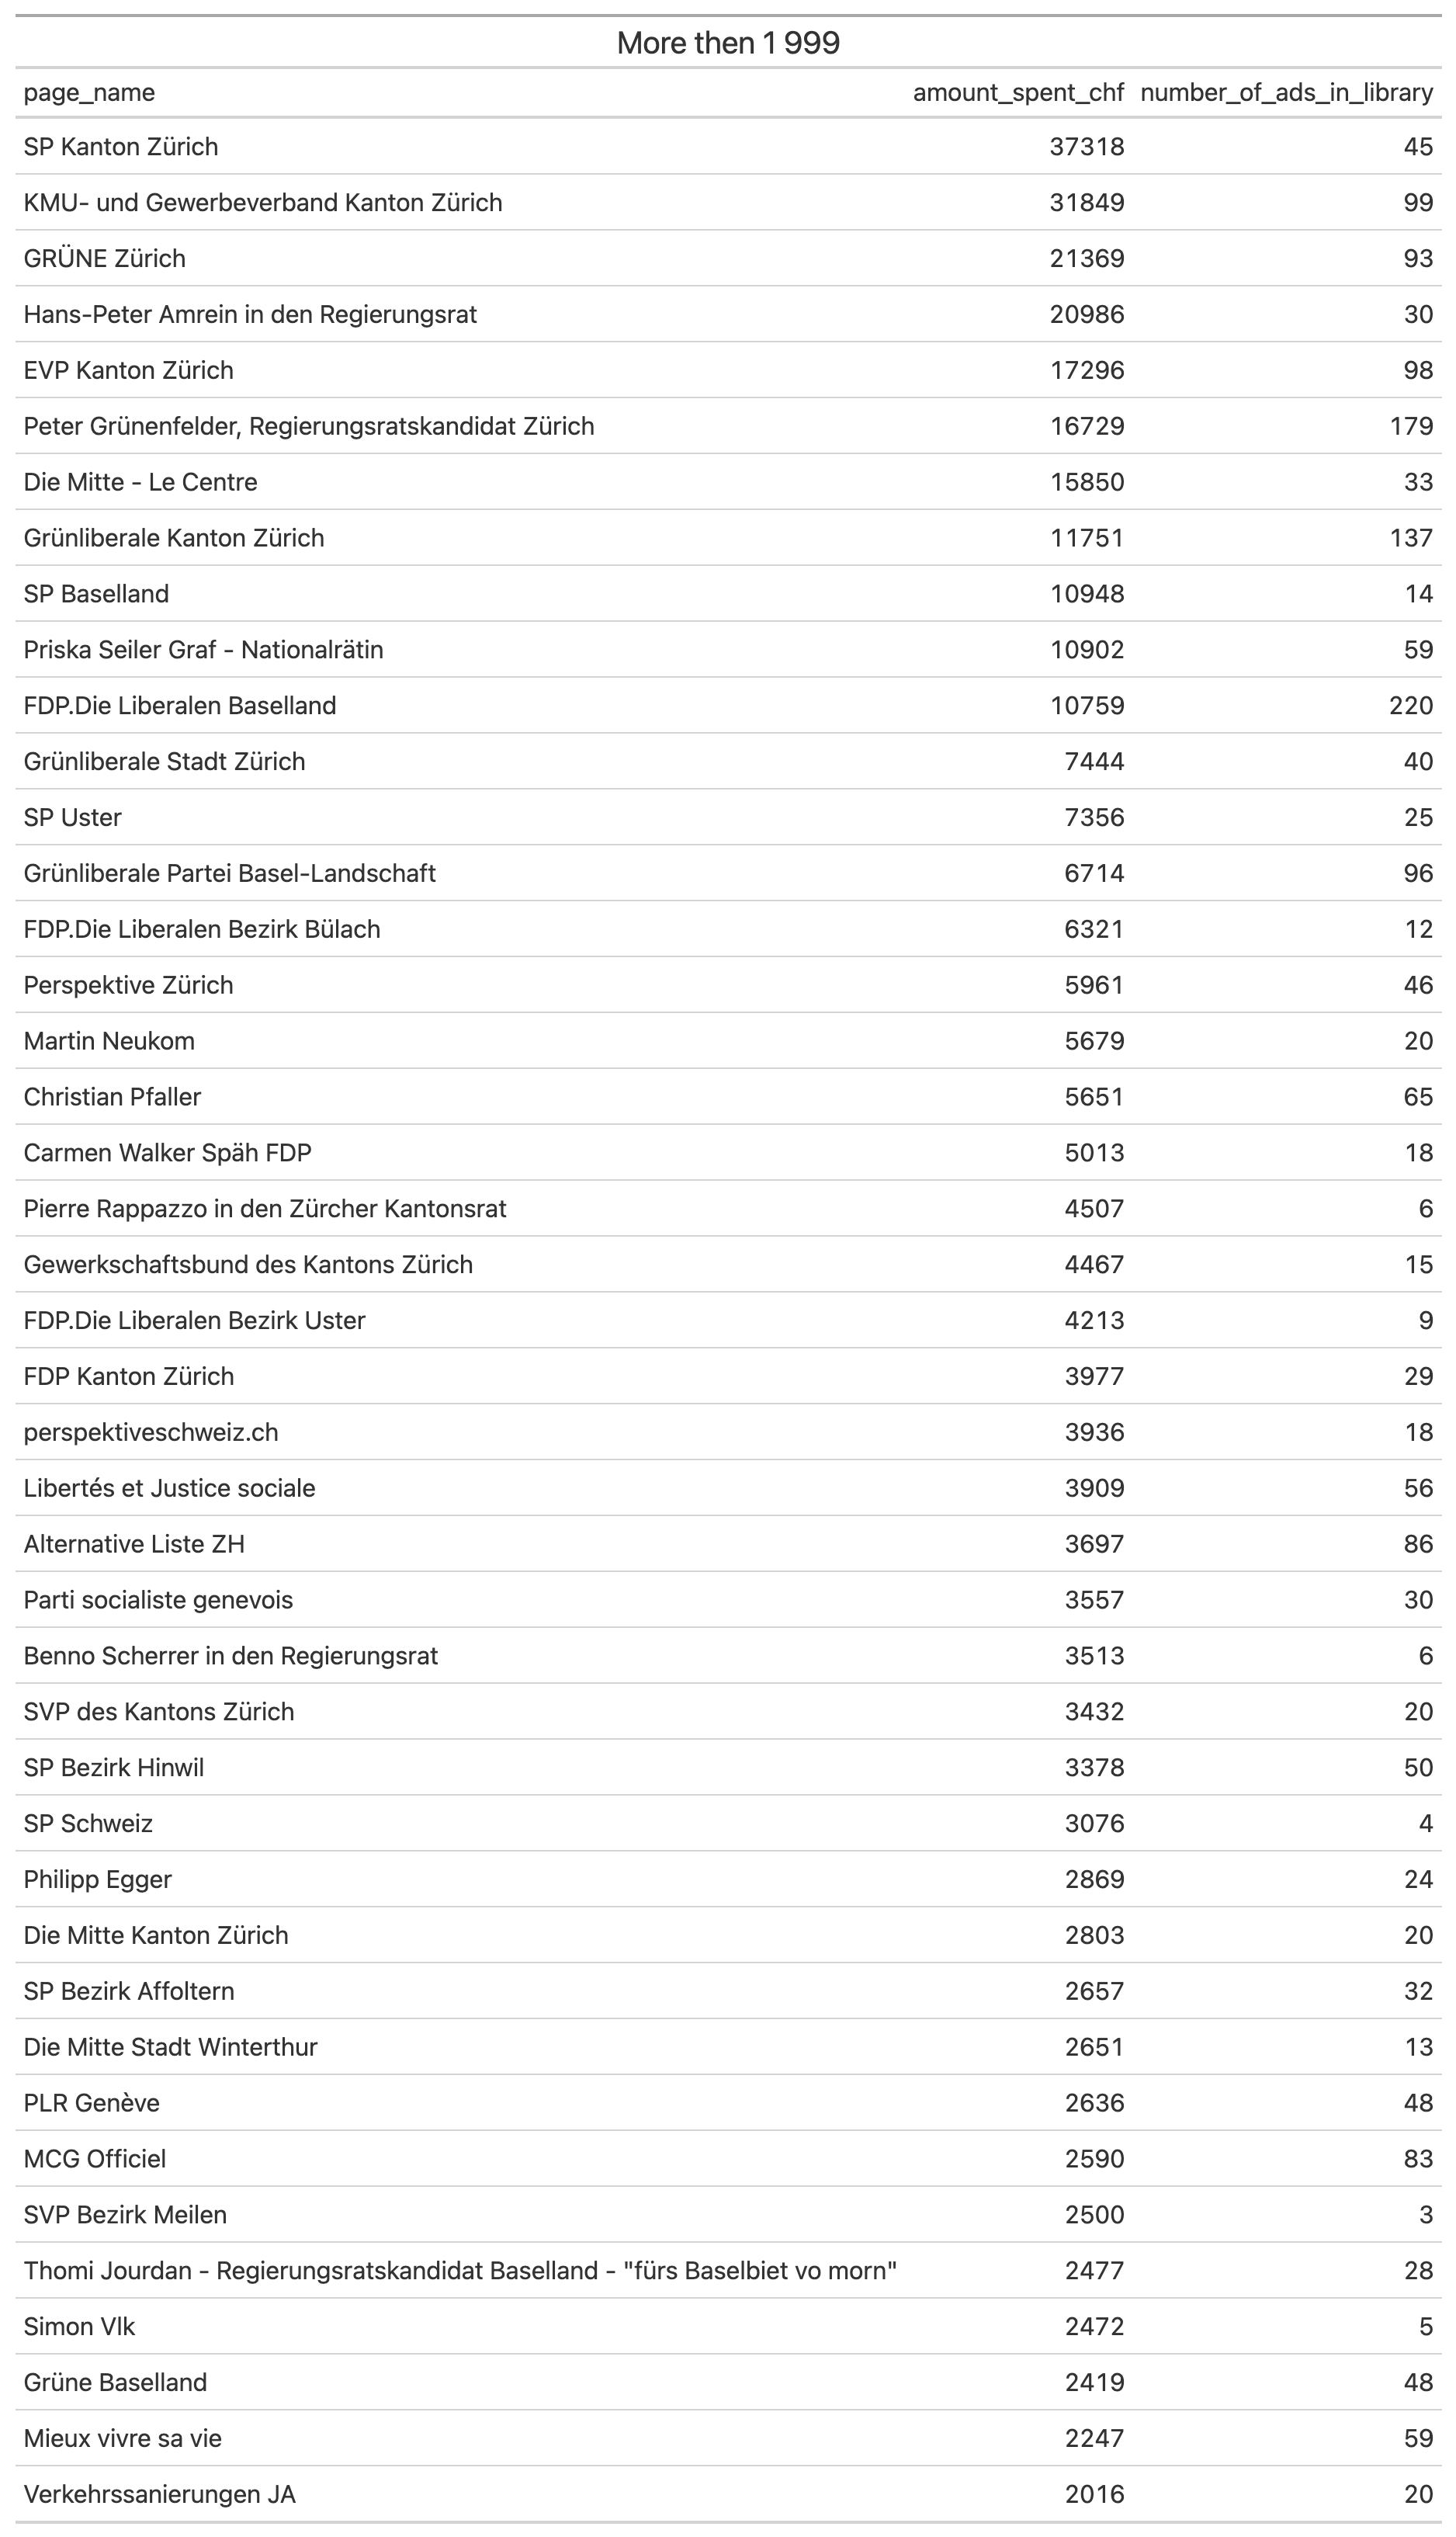 More then 1 999
page_name amount_spent_chf number_of_ads_in_library
SP Kanton Zürich 37318 45
KMU- und Gewerbeverband Kanton Zürich 31849 99
GRÜNE Zürich 21369 93
Hans-Peter Amrein in den Regierungsrat 20986 30
EVP Kanton Zürich 17296 98
Peter Grünenfelder, Regierungsratskandidat Zürich 16729 179
Die Mitte - Le Centre 15850 33
Grünliberale Kanton Zürich 11751 137
SP Baselland 10948 14
Priska Seiler Graf - Nationalrätin 10902 59
FDP.Die Liberalen Baselland 10759 220
Grünliberale Stadt Zürich 7444 40
SP Uster 7356 25
Grünliberale Partei Basel-Landschaft 6714 96
FDP.Die Liberalen Bezirk Bülach 6321 12
Perspektive Zürich 5961 46
Martin Neukom 5679 20
Christian Pfaller 5651 65
Carmen Walker Späh FDP 5013 18
Pierre Rappazzo in den Zürcher Kantonsrat 4507 6
Gewerkschaftsbund des Kantons Zürich 4467 15
FDP.Die Liberalen Bezirk Uster 4213 9
FDP Kanton Zürich 3977 29
perspektiveschweiz.ch 3936 18
Libertés et Justice sociale 3909 56
Alternative Liste ZH 3697 86
Parti socialiste genevois 3557 30
Benno Scherrer in den Regierungsrat 3513 6
SVP des Kantons Zürich 3432 20
SP Bezirk Hinwil 3378 50
SP Schweiz 3076 4
Philipp Egger 2869 24
Die Mitte Kanton Zürich 2803 20
SP Bezirk Affoltern 2657 32
Die Mitte Stadt Winterthur 2651 13
PLR Genève 2636 48
MCG Officiel 2590 83
SVP Bezirk Meilen 2500 3
Thomi Jourdan - Regierungsratskandidat Baselland - "fürs Baselbiet vo morn" 2477 28
Simon Vlk 2472 5
Grüne Baselland 2419 48
Mieux vivre sa vie 2247 59
Verkehrssanierungen JA 2016 20